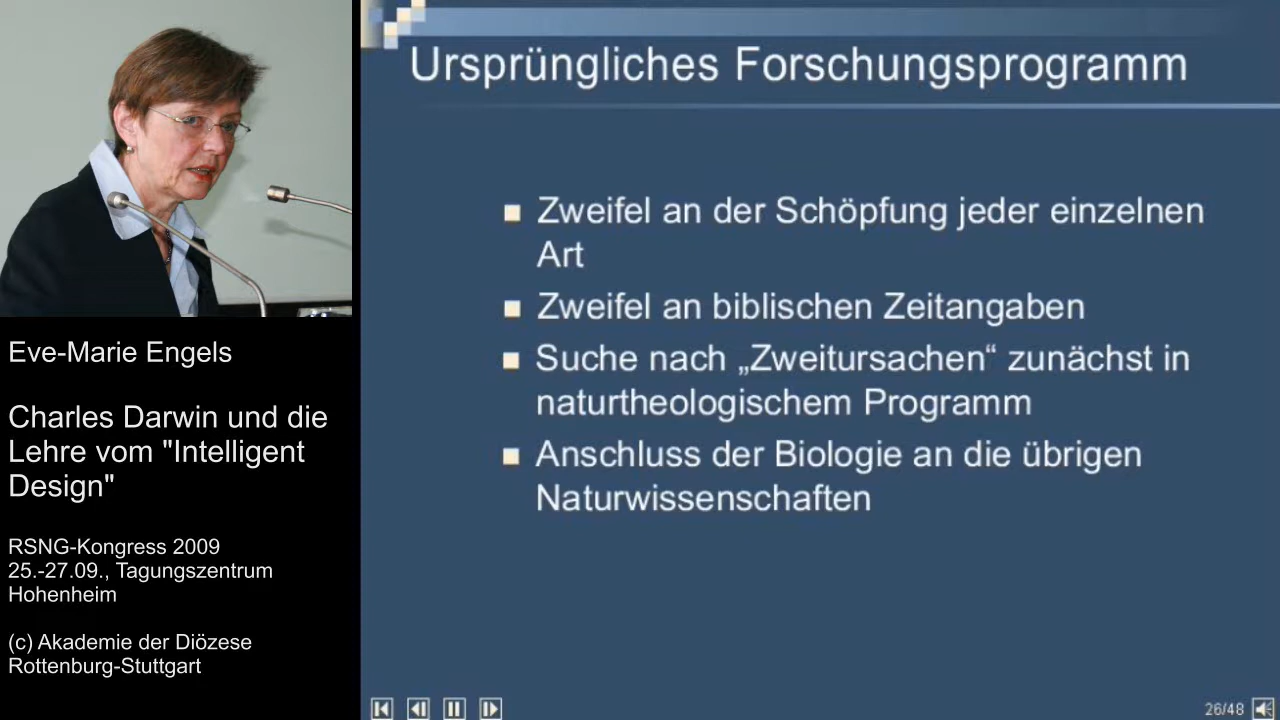 Ursprüngliches Forschungsprogramm
Zweifel an der Schöpfung jeder einzelnen
Art
Zweifel an biblischen Zeitangaben
Suche nach „Zweitursachen“ zunächst in
naturtheologischem Programm
Anschluss der Biologie an die übrigen
Naturwissenschaften
Eve-Marie Engels
Charles Darwin und die
Lehre vom "Intelligent
Design"
RSNG-Kongress 2009
25.-27.09., Tagungszentrum
Hohenheim
(c) Akademie der Diözese
Rottenburg-Stuttgart
26/48